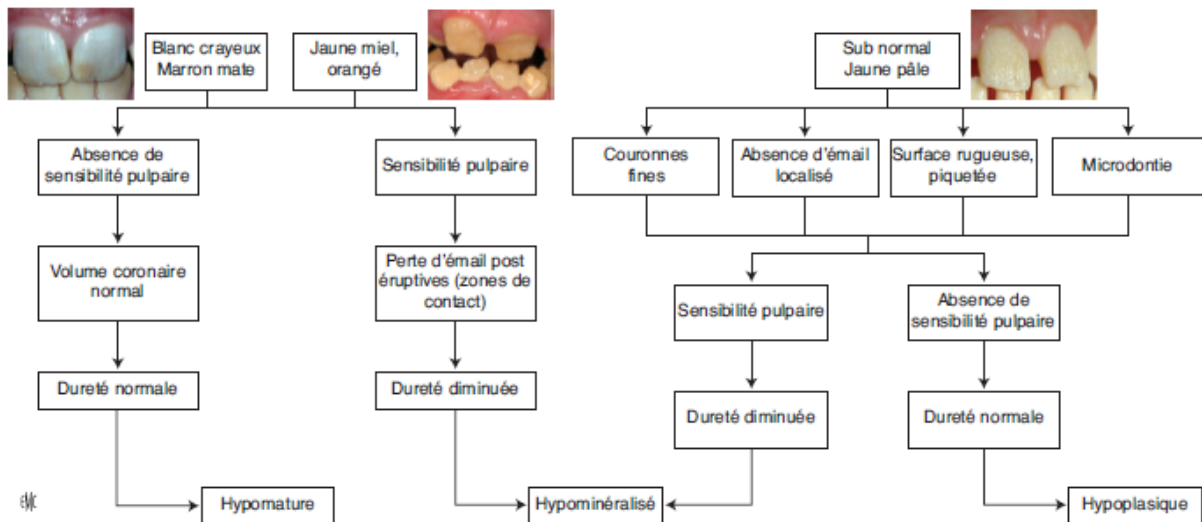 Blanc crayeux
Marron mate
Jaune miel,
orangé
Sub normal
Jaune pâle
Absence de
sensibilité pulpaire
Sensibilité pulpaire
Couronnes
fines
Absence d'émail
localisé
Surface rugueuse,
piquetée
Microdontie
Volume coronaire
normal
Perte d'émail post
éruptives (zones de
contact)
Sensibilité pulpaire
Absence de
sensibilité pulpaire
Dureté normale
Dureté diminuée
Dureté diminuée
Dureté normale
Hypomature
Hypominéralisé
Hypoplasique
EMC